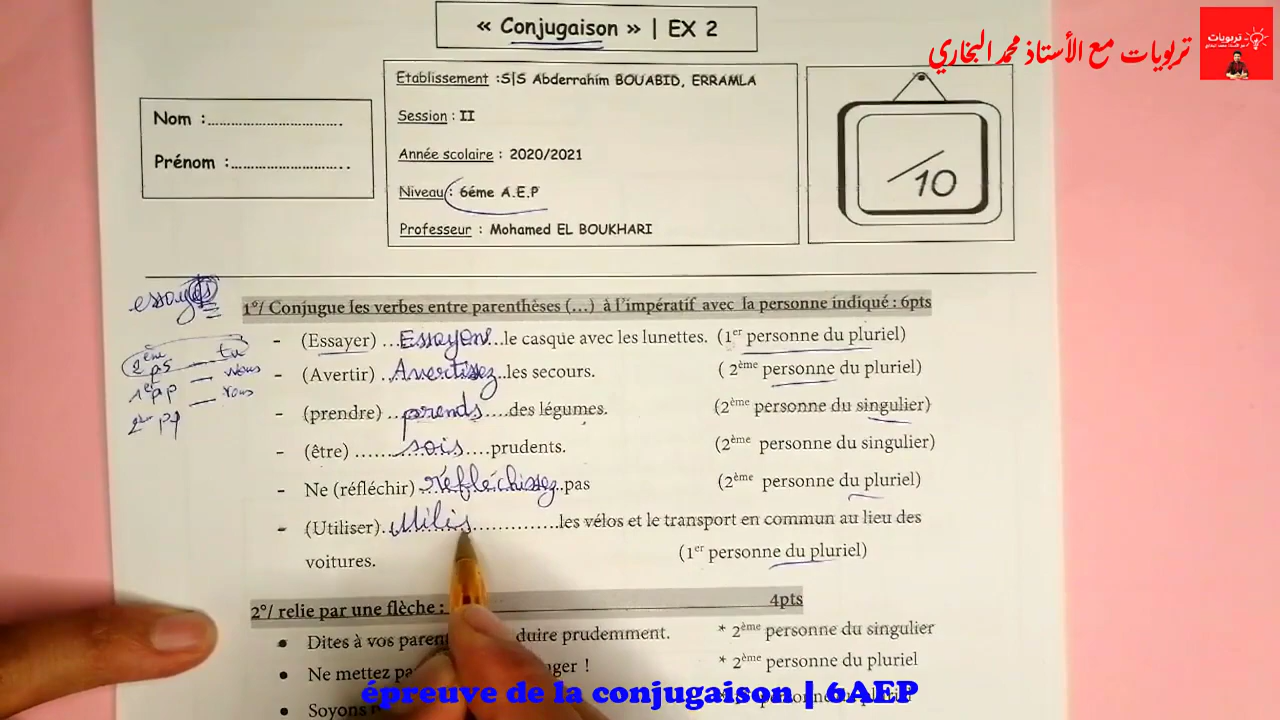 « Conjugaison » | EX 2
تربويات مع الأستاذ محمد البخاري
تربويات
Nom :................................
Prénom :............................
Etablissement :S|S Abderrahim BOUABID, ERRAMLA
Session : II
Année scolaire : 2020/2021
Niveau : 6éme A.E.P
Professeur : Mohamed EL BOUKHARI
/10
2ème PS tu
1er pp nous
2ème pp vous
1°/ Conjugue les verbes entre parenthèses (…) à l'impératif avec la personne indiqué : 6pts
- (Essayer) ...Essayon...le casque avec les lunettes. (1er personne du pluriel)
- (Avertir) ..Avertissez..les secours. ( 2ème personne du pluriel)
- (prendre) ...prends....des légumes. (2ème personne du singulier)
- (être) ........sois....prudents. (2ème personne du singulier)
- Ne (réfléchir) réfléchissez..pas (2ème personne du pluriel)
- (Utiliser)..Utilis..............les vélos et le transport en commun au lieu des
voitures. (1er personne du pluriel)
2°/ relie par une flèche : 4pts
• Dites à vos paren duire prudemment. * 2ème personne du singulier
• Ne mettez pa nger ! * 2ème personne du pluriel
• Soyons personne du pluriel
épreuve de la conjugaison | 6AEP